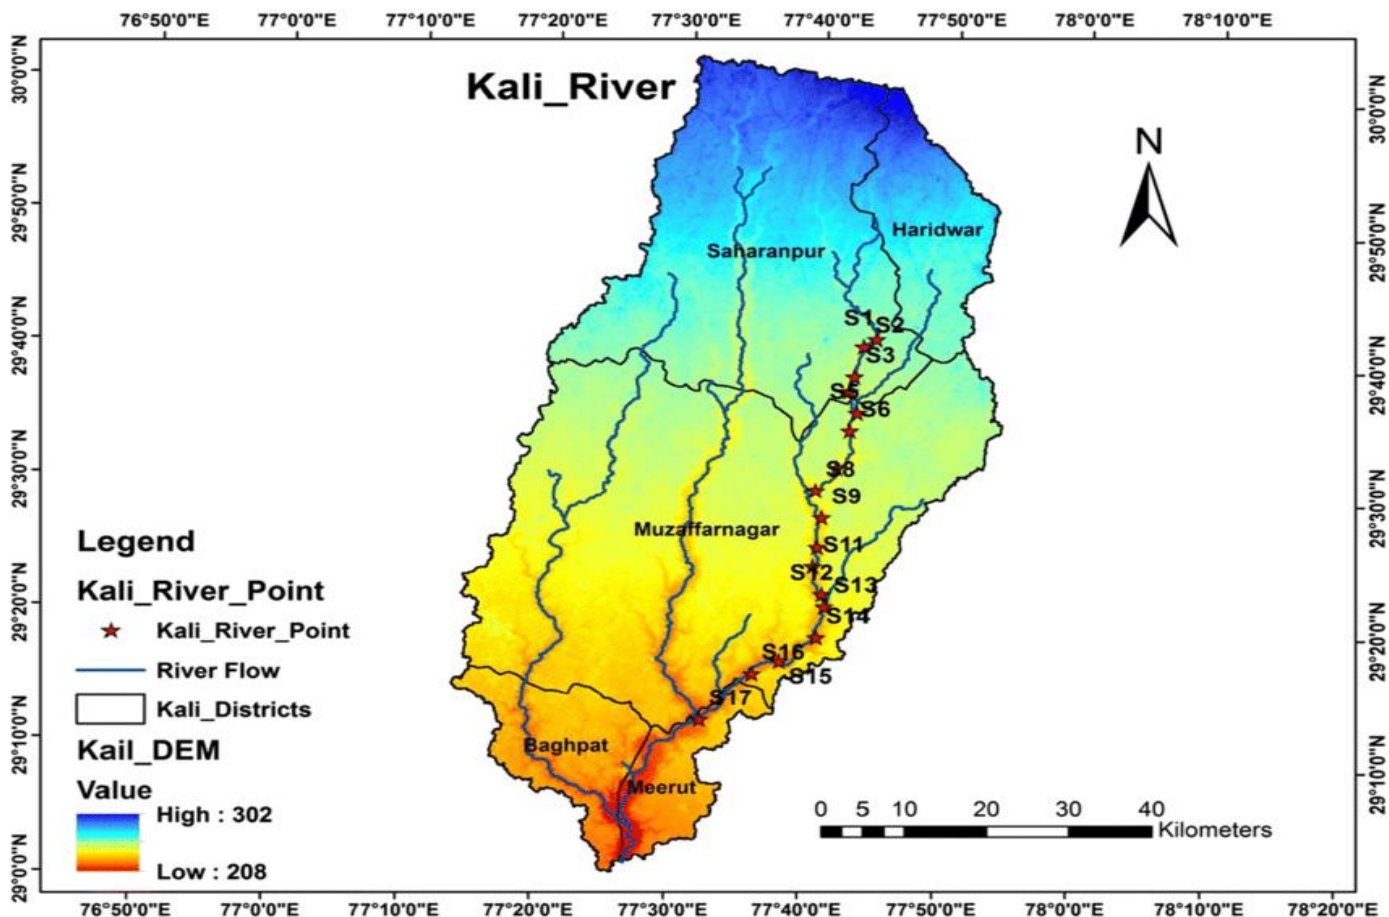 76°50'0"E 77°0'0"E 77°10'0"E 77°20'0"E 77°30'0"E 77°40'0"E 77°50'0"E 78°0'0"E 78°10'0"E
Kali_River
N
Haridwar
Saharanpur
S1
S2
S3
S5
S6
S8
S9
Muzaffarnagar
S11
S12
S13
S14
S16
S15
S17
Baghpat
Meerut
Legend
Kali_River_Point
Kali_River_Point
River Flow
Kali_Districts
Kail_DEM
Value
High : 302
Low : 208
0 5 10 20 30 40
Kilometers
30°0'0"N
29°50'0"N
29°40'0"N
29°30'0"N
29°20'0"N
29°10'0"N
29°0'0"N
30°0'0"N
29°50'0"N
29°40'0"N
29°30'0"N
29°20'0"N
29°10'0"N
76°50'0"E 77°0'0"E 77°10'0"E 77°20'0"E 77°30'0"E 77°40'0"E 77°50'0"E 78°0'0"E 78°10'0"E 78°20'0"E